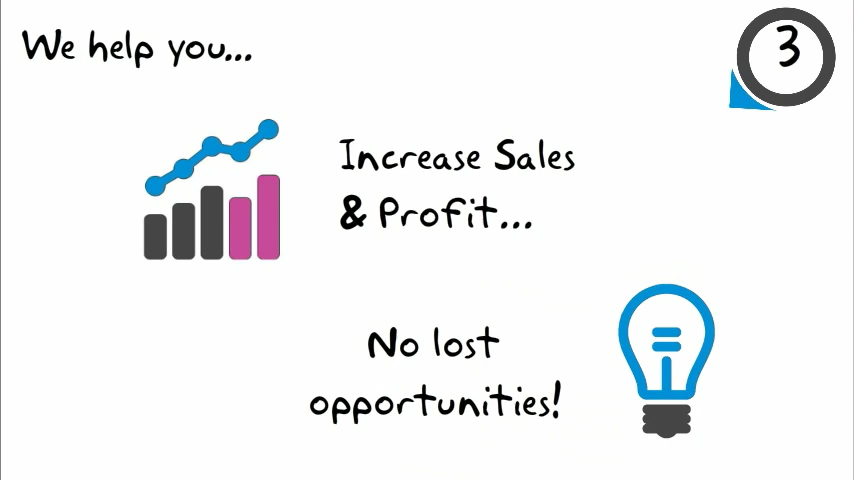 We help you...
3
Increase Sales
& Profit...
No lost
opportunities!